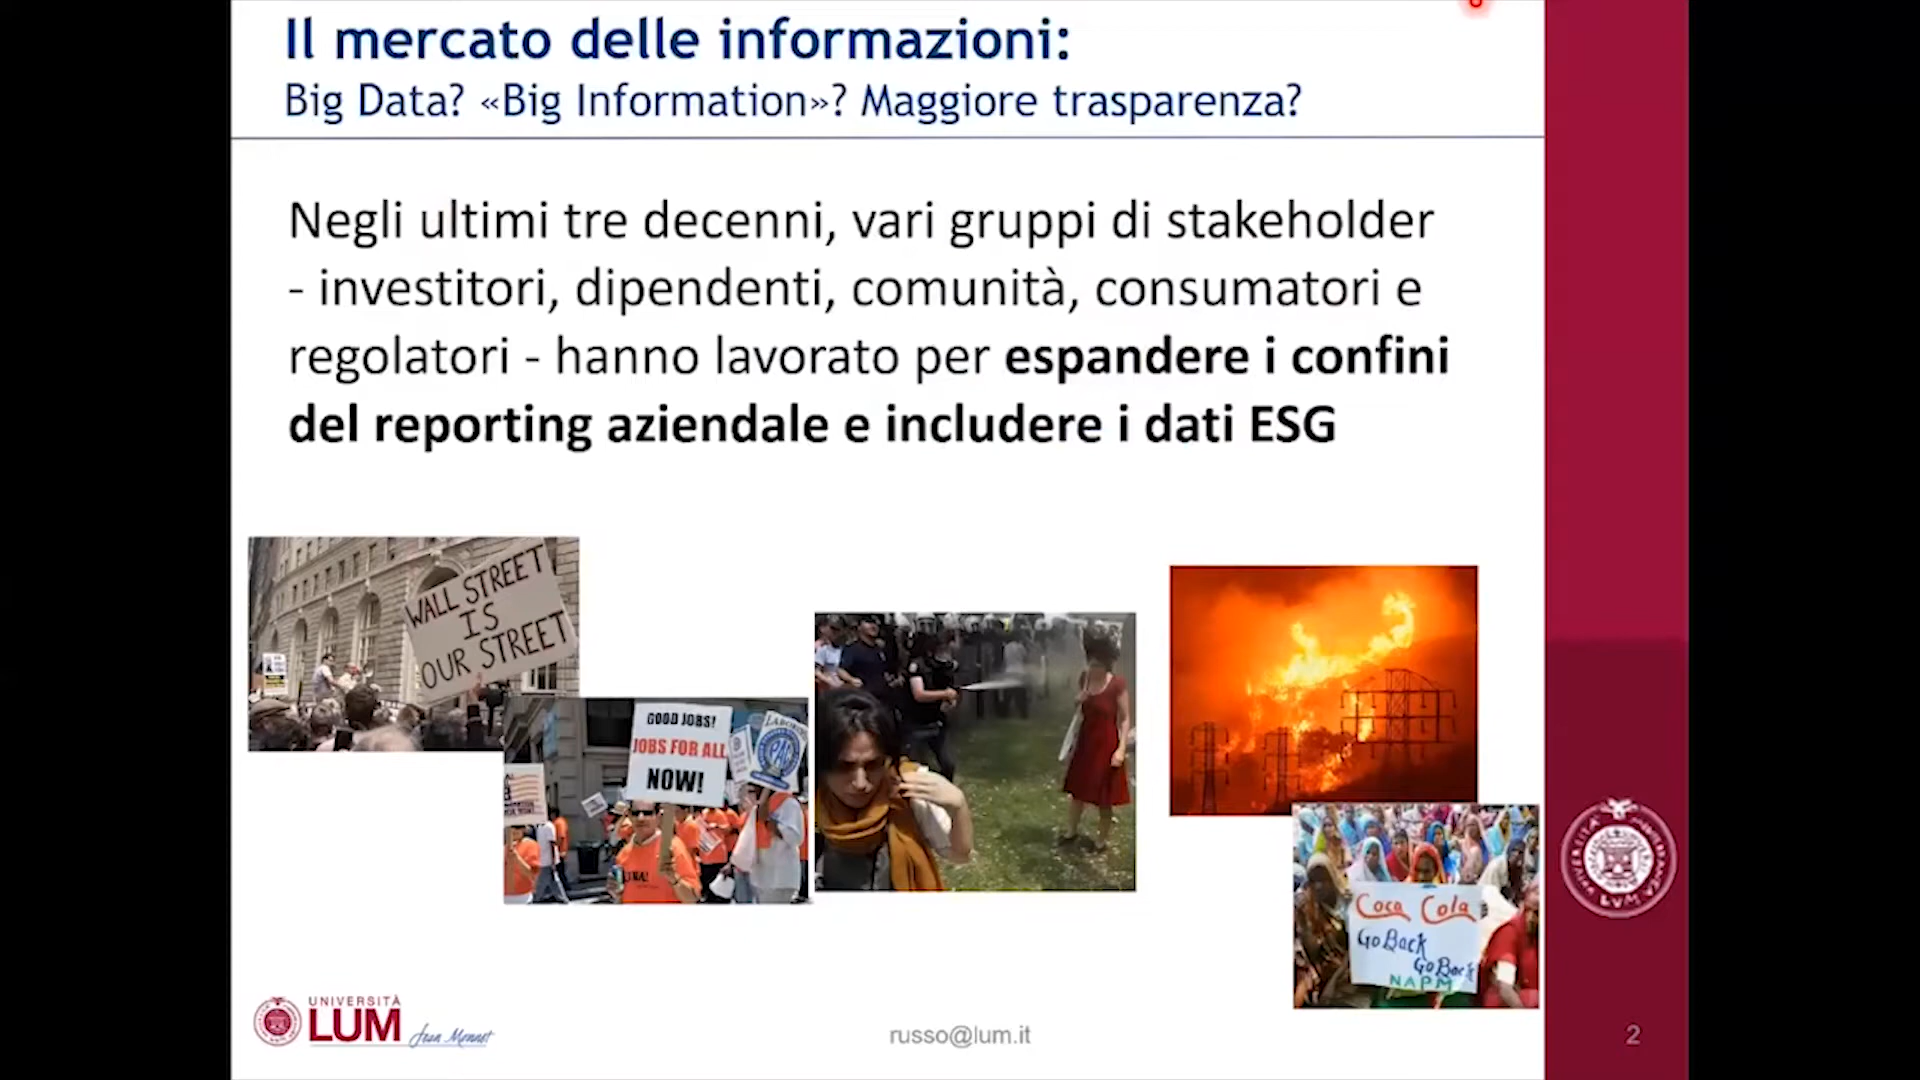 Il mercato delle informazioni:
Big Data? «Big Information»? Maggiore trasparenza?
Negli ultimi tre decenni, vari gruppi di stakeholder
- investitori, dipendenti, comunità, consumatori e
regolatori - hanno lavorato per espandere i confini
del reporting aziendale e includere i dati ESG
WALL STREET
IS
OUR STREET
GOOD JOBS!
JOBS FOR ALL
NOW!
Coca Cola
Go Back
Go Back
NAPM
UNIVERSITÀ
LUM
Jean Monnet
russo@lum.it
2